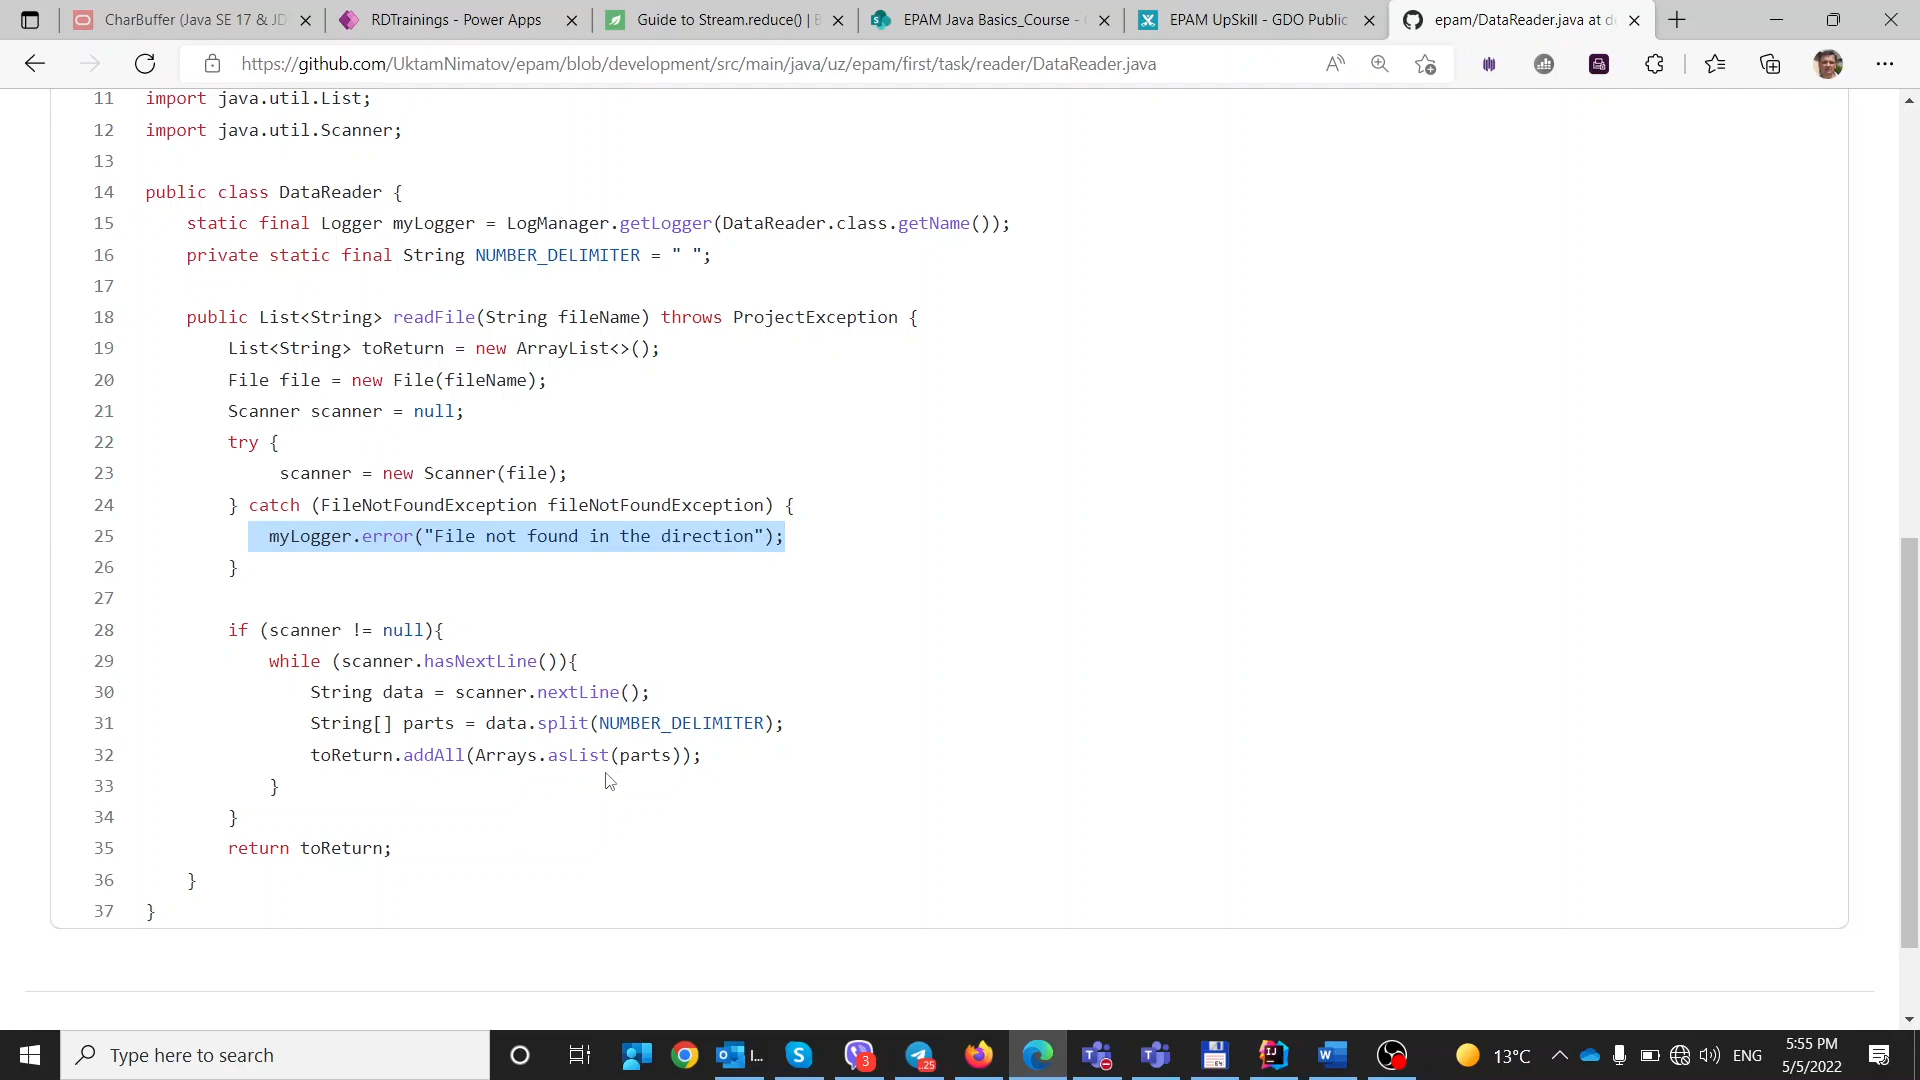 CharBuffer (Java SE 17 & JD
RDTrainings - Power Apps
Guide to Stream.reduce() | B
EPAM Java Basics_Course -
EPAM UpSkill - GDO Public
epam/DataReader.java at de
https://github.com/UktamNimatov/epam/blob/development/src/main/java/uz/epam/first/task/reader/DataReader.java
11 import java.util.List;
12 import java.util.Scanner;
13
14 public class DataReader {
15 static final Logger myLogger = LogManager.getLogger(DataReader.class.getName());
16 private static final String NUMBER_DELIMITER = " ";
17
18 public List<String> readFile(String fileName) throws ProjectException {
19 List<String> toReturn = new ArrayList<>();
20 File file = new File(fileName);
21 Scanner scanner = null;
22 try {
23 scanner = new Scanner(file);
24 } catch (FileNotFoundException fileNotFoundException) {
25 myLogger.error("File not found in the direction");
26 }
27
28 if (scanner != null){
29 while (scanner.hasNextLine()){
30 String data = scanner.nextLine();
31 String[] parts = data.split(NUMBER_DELIMITER);
32 toReturn.addAll(Arrays.asList(parts));
33 }
34 }
35 return toReturn;
36 }
37 }
Type here to search
13°C
ENG
5:55 PM
5/5/2022